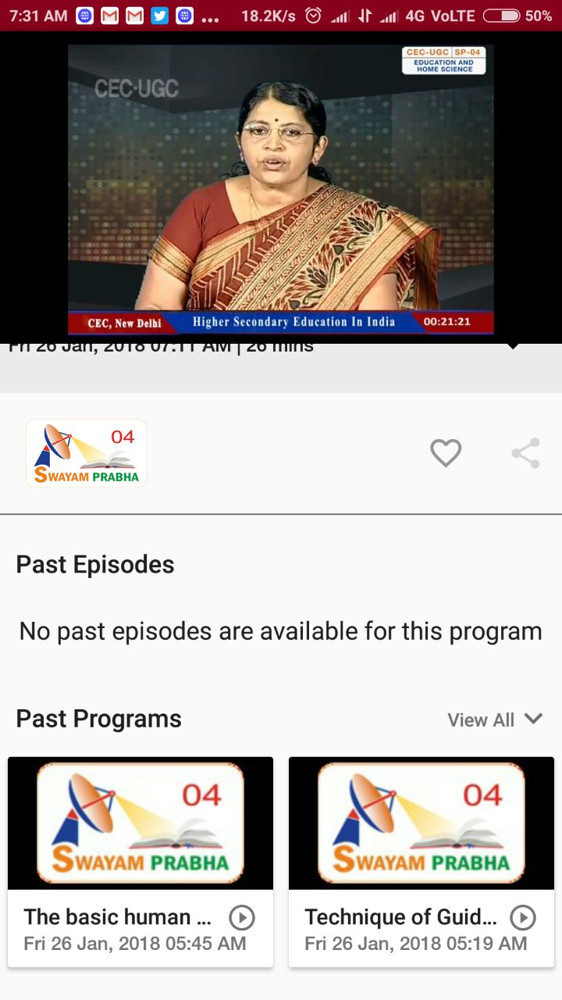 7:31 AM ... 18.2K/s 4G VoLTE 50%
CEC-UGC SP-04
EDUCATION AND
HOME SCIENCE
CEC-UGC
CEC, New Delhi Higher Secondary Education In India 00:21:21
Fri 26 Jan, 2018 07:11 AM | 26 mins
04
SWAYAM PRABHA
Past Episodes
No past episodes are available for this program
Past Programs View All
04
SWAYAM PRABHA
The basic human ...
Fri 26 Jan, 2018 05:45 AM
04
SWAYAM PRABHA
Technique of Guid...
Fri 26 Jan, 2018 05:19 AM